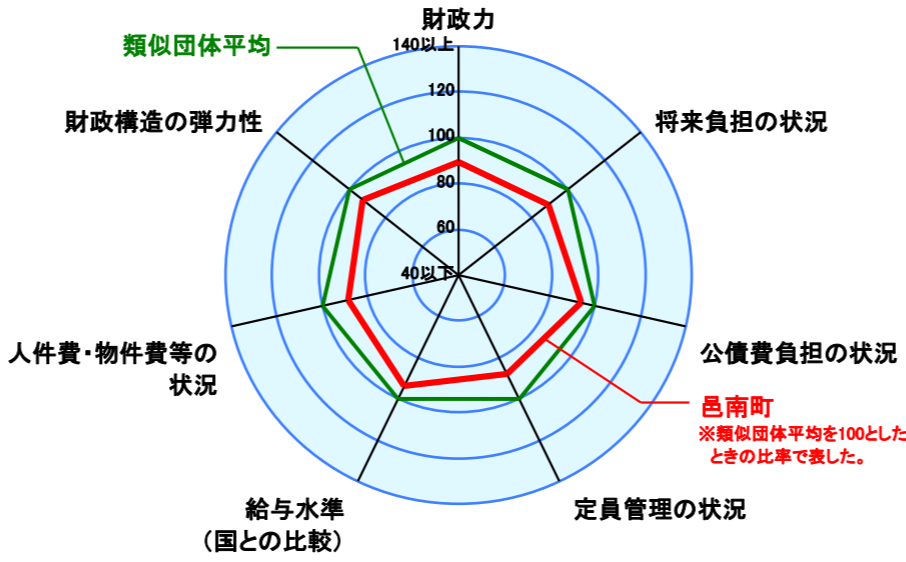 財政力
140以上
類似団体平均
120
財政構造の弾力性
将来負担の状況
100
80
60
40以下
人件費・物件費等の
状況
公債費負担の状況
邑南町
※類似団体平均を100とした
ときの比率で表した。
給与水準
（国との比較）
定員管理の状況